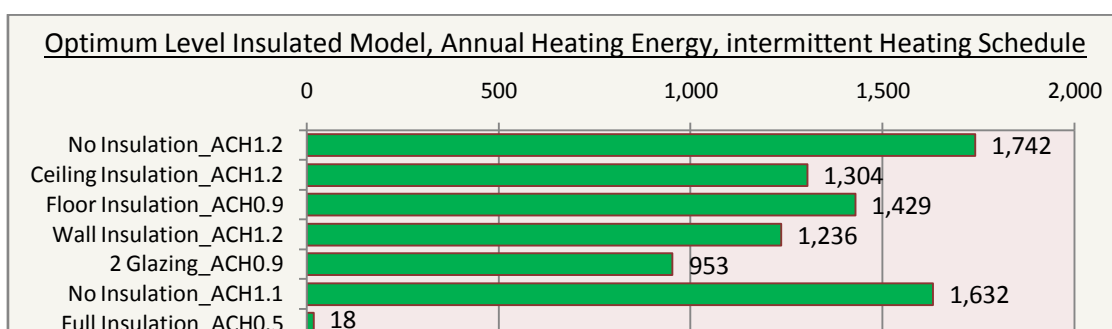 Optimum Level Insulated Model, Annual Heating Energy, intermittent Heating Schedule
0 500 1,000 1,500 2,000
No Insulation_ACH1.2 1,742
Ceiling Insulation_ACH1.2 1,304
Floor Insulation_ACH0.9 1,429
Wall Insulation_ACH1.2 1,236
2 Glazing_ACH0.9 953
No Insulation_ACH1.1 1,632
Full Insulation_ACH0.5 18